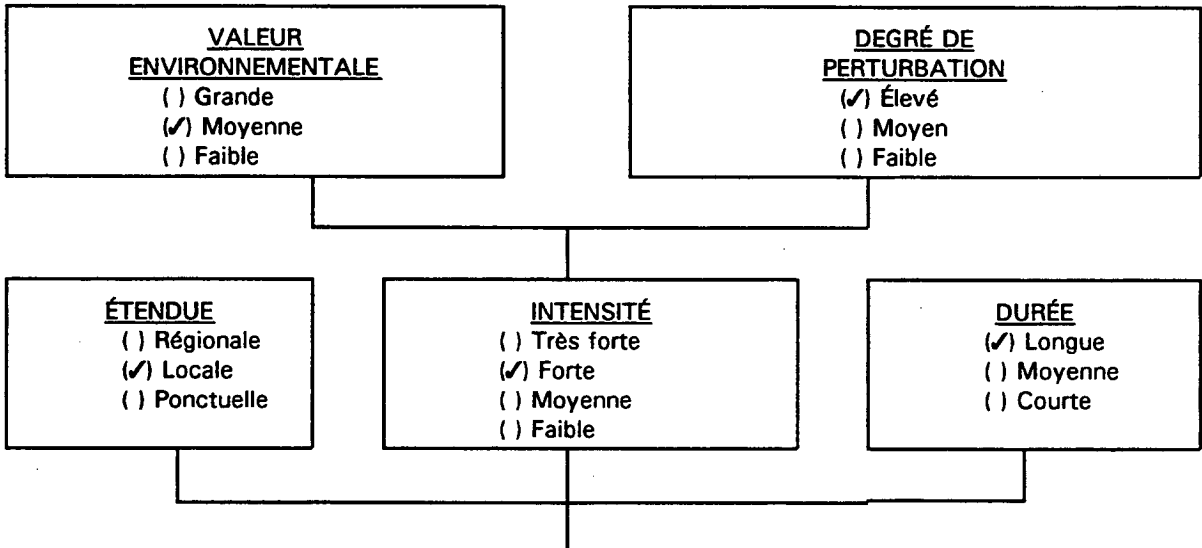 VALEUR
ENVIRONNEMENTALE
( ) Grande
(✓) Moyenne
( ) Faible
DEGRÉ DE
PERTURBATION
(✓) Élevé
( ) Moyen
( ) Faible
ÉTENDUE
( ) Régionale
(✓) Locale
( ) Ponctuelle
INTENSITÉ
( ) Très forte
(✓) Forte
( ) Moyenne
( ) Faible
DURÉE
(✓) Longue
( ) Moyenne
( ) Courte